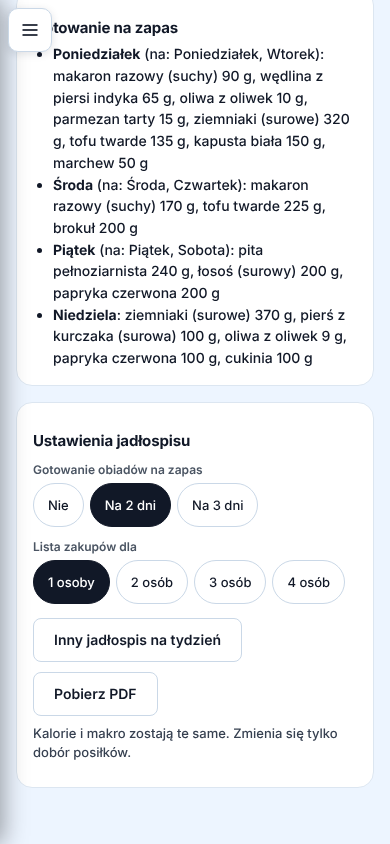 towanie na zapas
Poniedziałek (na: Poniedziałek, Wtorek):
makaron razowy (suchy) 90 g, wędlina z
piersi indyka 65 g, oliwa z oliwek 10 g,
parmezan tarty 15 g, ziemniaki (surowe) 320
g, tofu twarde 135 g, kapusta biała 150 g,
marchew 50 g
Środa (na: Środa, Czwartek): makaron
razowy (suchy) 170 g, tofu twarde 225 g,
brokuł 200 g
Piątek (na: Piątek, Sobota): pita
pełnoziarnista 240 g, łosoś (surowy) 200 g,
papryka czerwona 200 g
Niedziela: ziemniaki (surowe) 370 g, pierś z
kurczaka (surowa) 100 g, oliwa z oliwek 9 g,
papryka czerwona 100 g, cukinia 100 g
Ustawienia jadłospisu
Gotowanie obiadów na zapas
Nie
Na 2 dni
Na 3 dni
Lista zakupów dla
1 osoby
2 osób
3 osób
4 osób
Inny jadłospis na tydzień
Pobierz PDF
Kalorie i makro zostają te same. Zmienia się tylko
dobór posiłków.